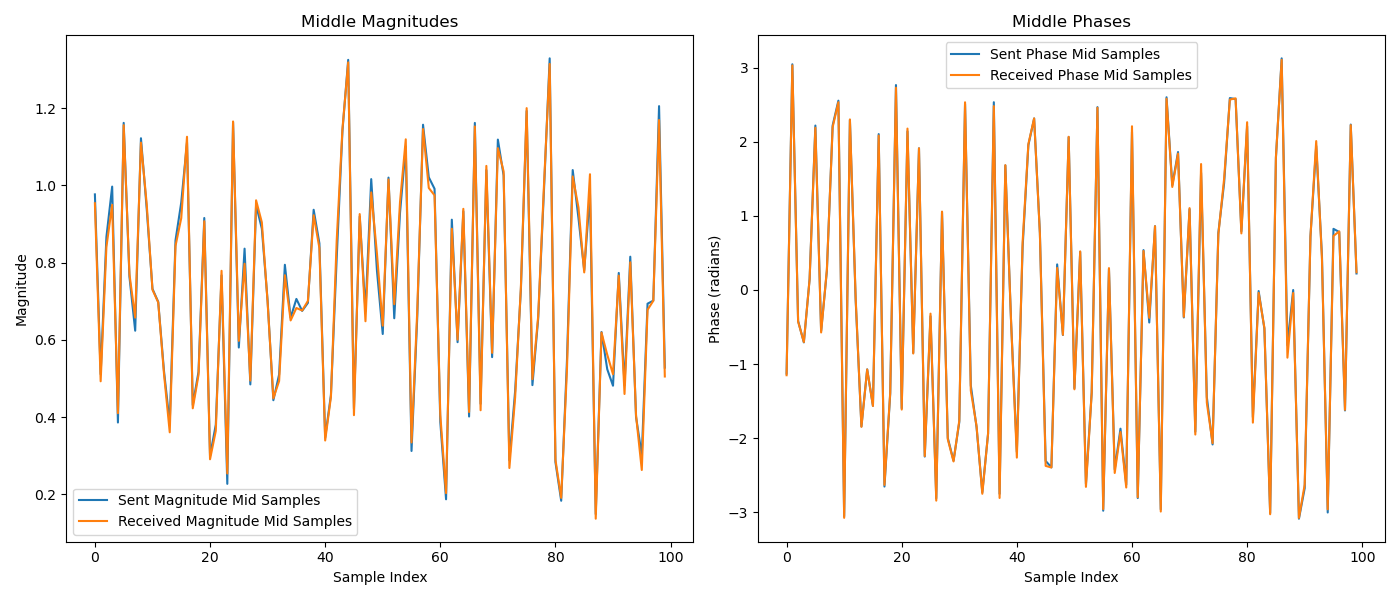 Middle Magnitudes
Magnitude
1.2
1.0
0.8
0.6
0.4
0.2
Sent Magnitude Mid Samples
Received Magnitude Mid Samples
0
20
40
60
80
100
Sample Index
Middle Phases
Phase (radians)
3
2
1
0
−1
−2
−3
Sent Phase Mid Samples
Received Phase Mid Samples
0
20
40
60
80
100
Sample Index